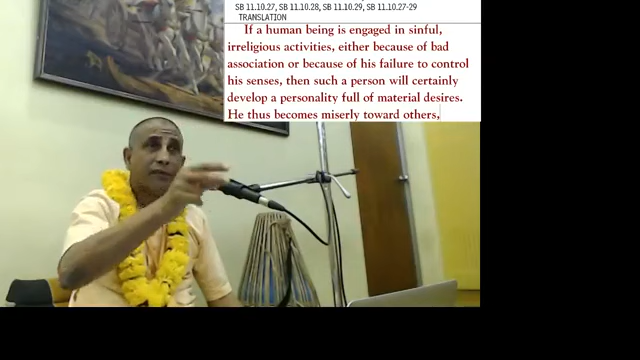 SB 11.10.27, SB 11.10.28, SB 11.10.29, SB 11.10.27-29
TRANSLATION
If a human being is engaged in sinful,
irreligious activities, either because of bad
association or because of his failure to control
his senses, then such a person will certainly
develop a personality full of material desires.
He thus becomes miserly toward others,